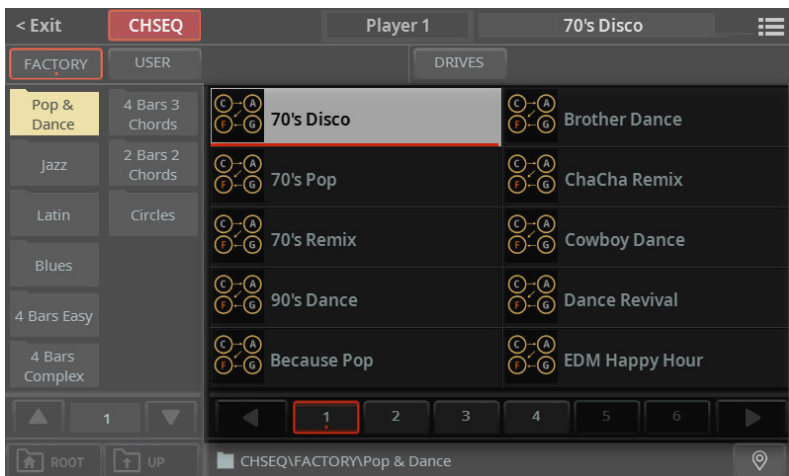 < Exit
CHSEQ
Player 1
70's Disco
FACTORY
USER
DRIVES
Pop &
Dance
4 Bars 3
Chords
Jazz
2 Bars 2
Chords
Latin
Circles
Blues
4 Bars Easy
4 Bars
Complex
C A
F G
70's Disco
C A
F G
Brother Dance
C A
F G
70's Pop
C A
F G
ChaCha Remix
C A
F G
70's Remix
C A
F G
Cowboy Dance
C A
F G
90's Dance
C A
F G
Dance Revival
C A
F G
Because Pop
C A
F G
EDM Happy Hour
1
1 2 3 4 5 6
ROOT
UP
CHSEQ\FACTORY\Pop & Dance